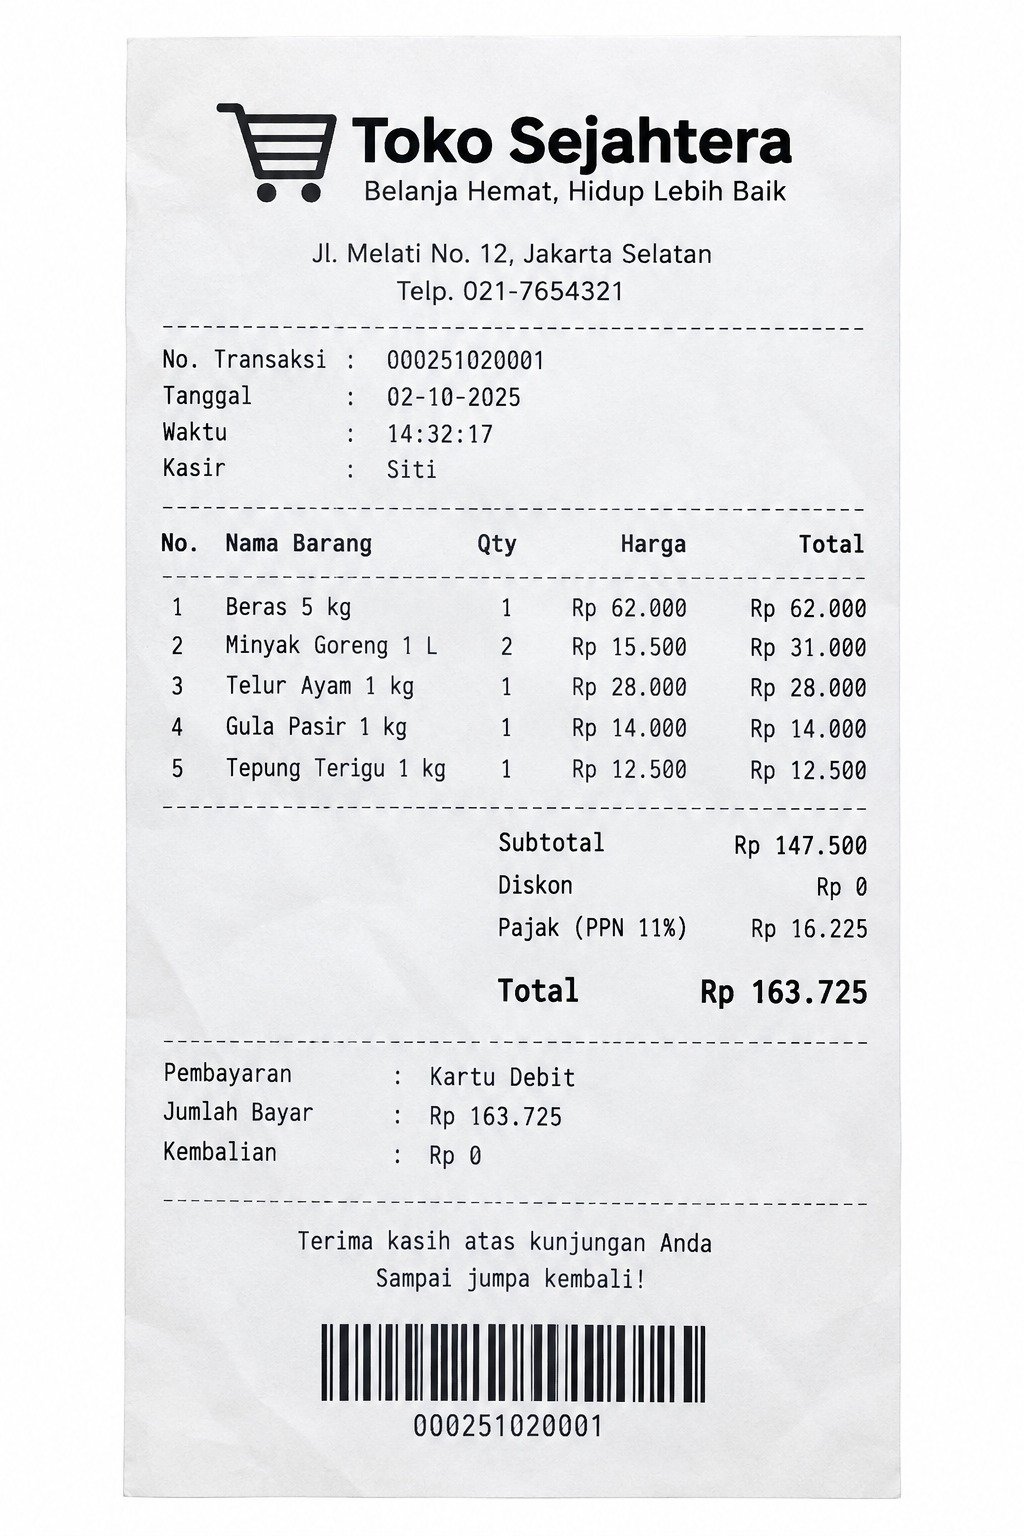 Toko Sejahtera
Belanja Hemat, Hidup Lebih Baik
Jl. Melati No. 12, Jakarta Selatan
Telp. 021-7654321
No. Transaksi : 000251020001
Tanggal : 02-10-2025
Waktu : 14:32:17
Kasir : Siti
No. Nama Barang Qty Harga Total
1 Beras 5 kg 1 Rp 62.000 Rp 62.000
2 Minyak Goreng 1 L 2 Rp 15.500 Rp 31.000
3 Telur Ayam 1 kg 1 Rp 28.000 Rp 28.000
4 Gula Pasir 1 kg 1 Rp 14.000 Rp 14.000
5 Tepung Terigu 1 kg 1 Rp 12.500 Rp 12.500
Subtotal Rp 147.500
Diskon Rp 0
Pajak (PPN 11%) Rp 16.225
Total Rp 163.725
Pembayaran : Kartu Debit
Jumlah Bayar : Rp 163.725
Kembalian : Rp 0
Terima kasih atas kunjungan Anda
Sampai jumpa kembali!
000251020001